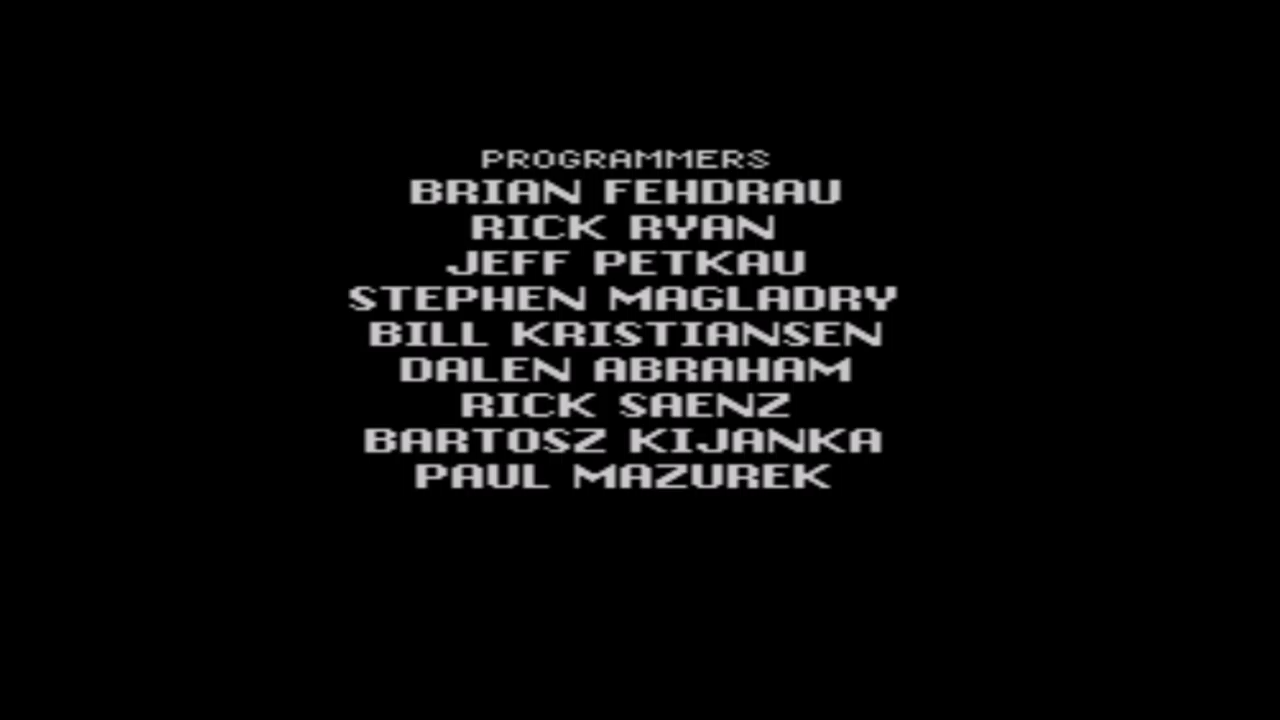 PROGRAMMERS
BRIAN FEHDRAU
RICK RYAN
JEFF PETKAU
STEPHEN MAGLADRY
BILL KRISTIANSEN
DALEN ABRAHAM
RICK SAENZ
BARTOSZ KIJANKA
PAUL MAZUREK